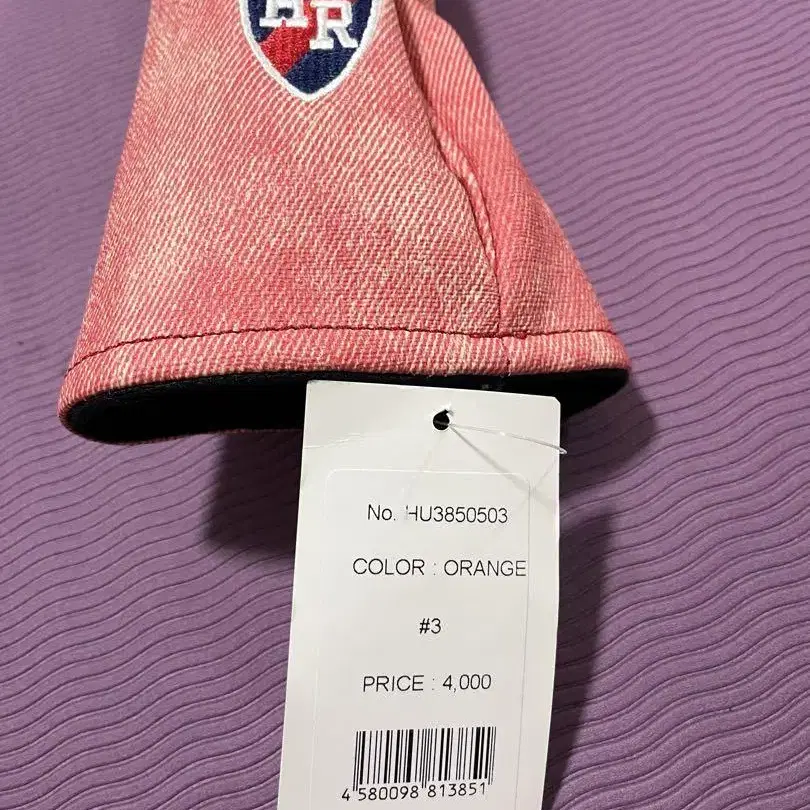 HR
No. HU3850503
COLOR : ORANGE
#3
PRICE : 4,000
4 580098 813851